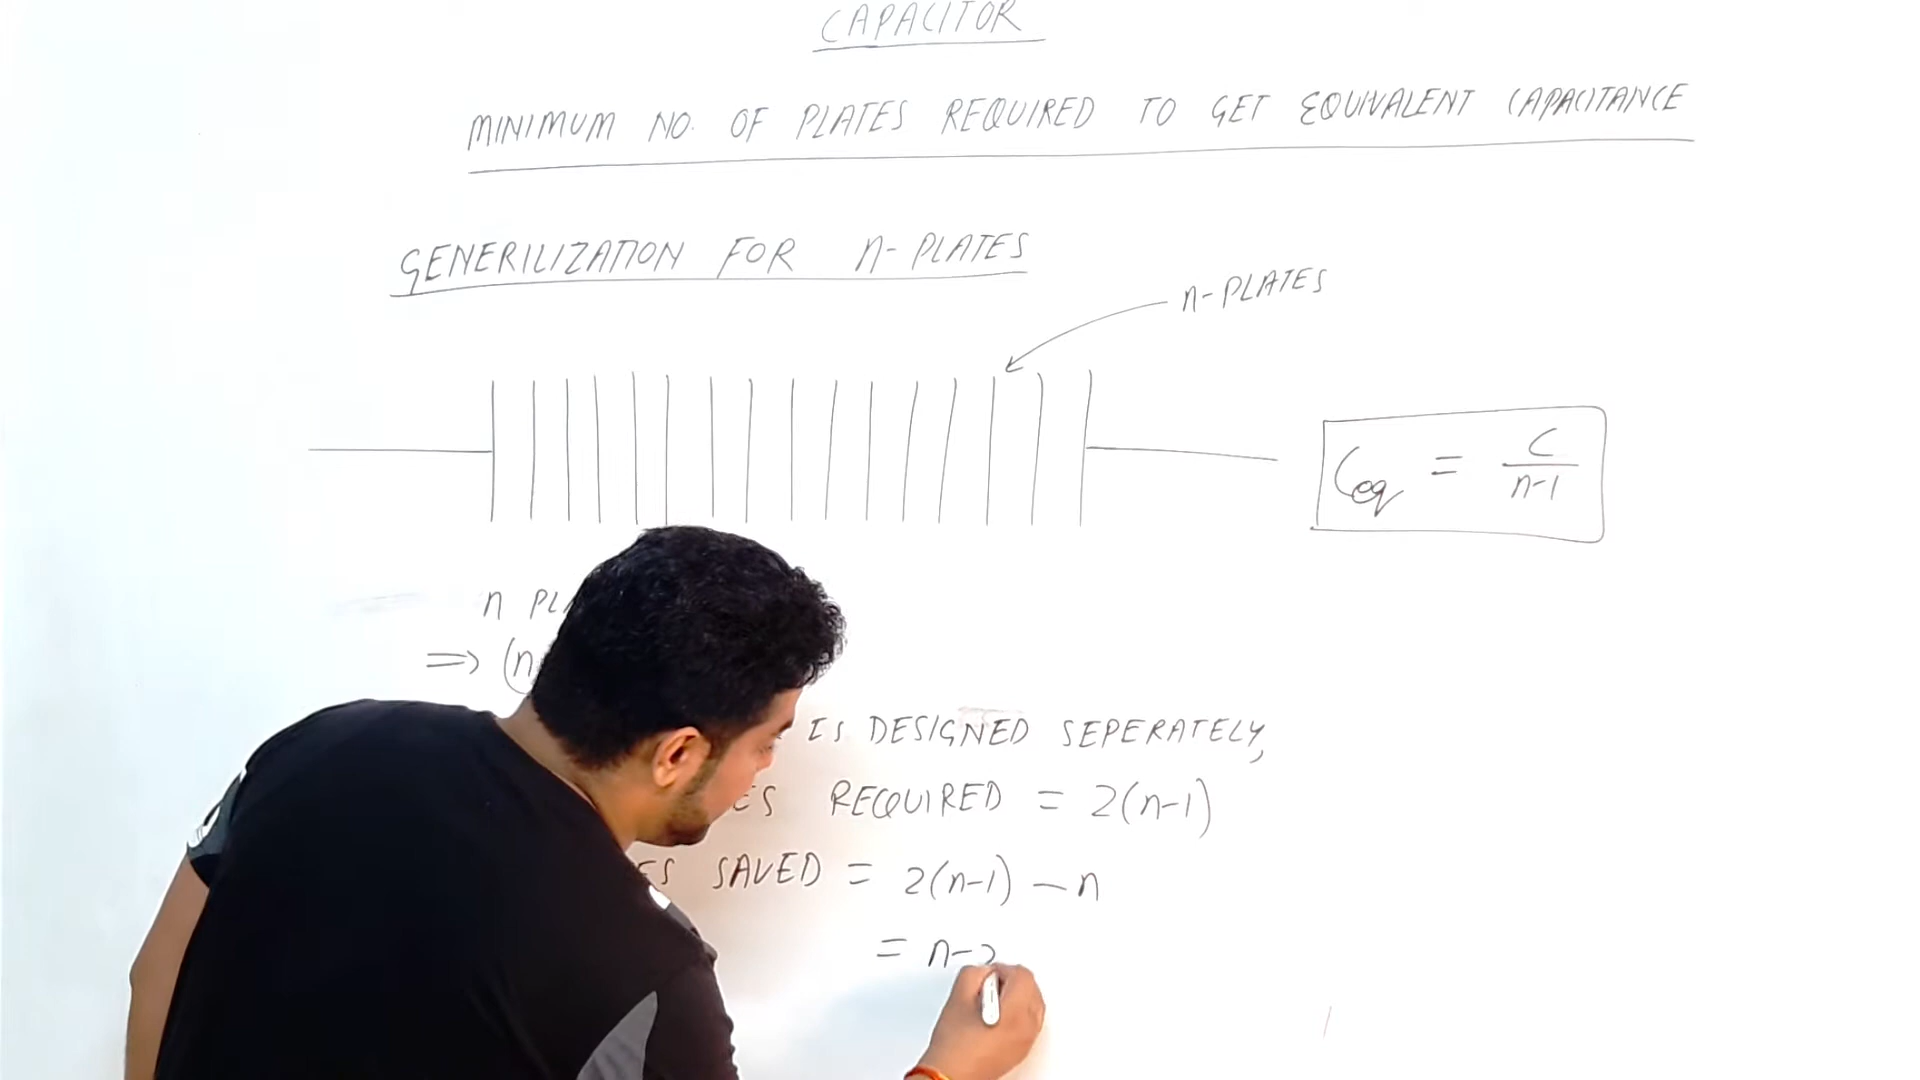 CAPACITOR
MINIMUM NO. OF PLATES REQUIRED TO GET EQUIVALENT CAPACITANCE
GENERILIZATION FOR n-PLATES
n-PLATES
Ceq = C/n-1
n
⇒ (n
IS DESIGNED SEPERATELY,
REQUIRED = 2(n-1)
SAVED = 2(n-1) - n
= n-2